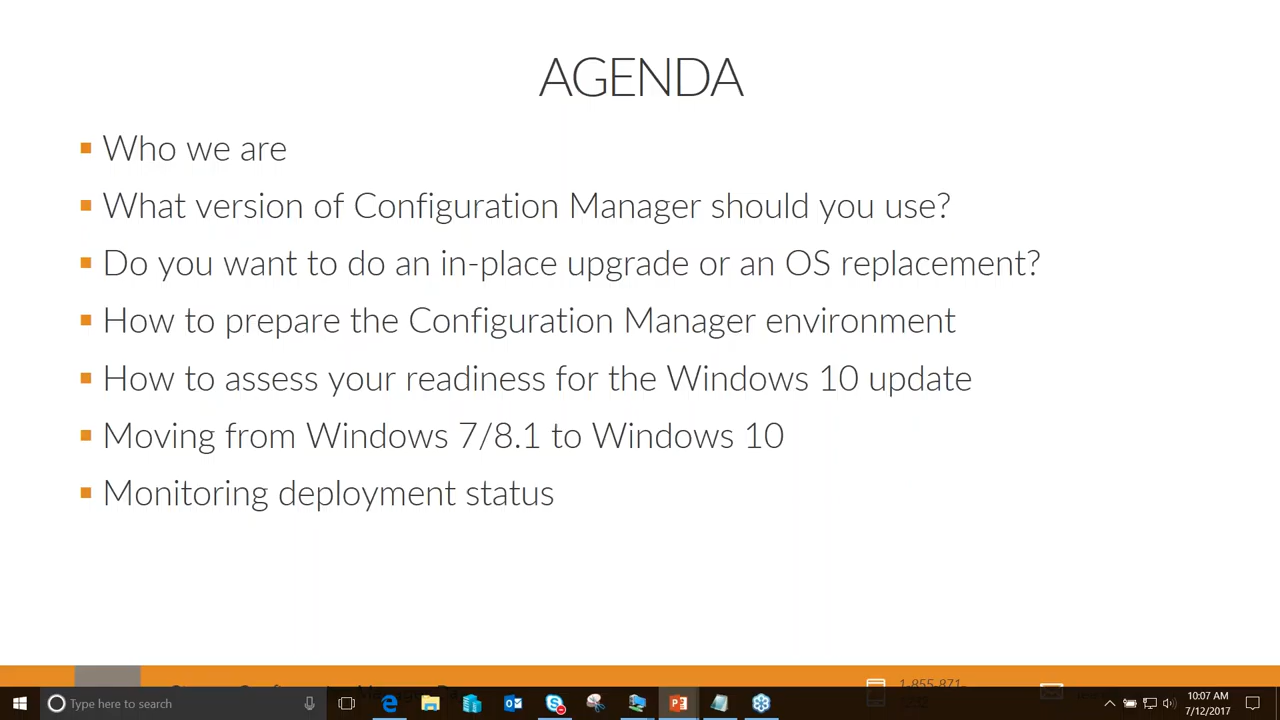 AGENDA
Who we are
What version of Configuration Manager should you use?
Do you want to do an in-place upgrade or an OS replacement?
How to prepare the Configuration Manager environment
How to assess your readiness for the Windows 10 update
Moving from Windows 7/8.1 to Windows 10
Monitoring deployment status
1-855-871-
Type here to search
10:07 AM
7/12/2017